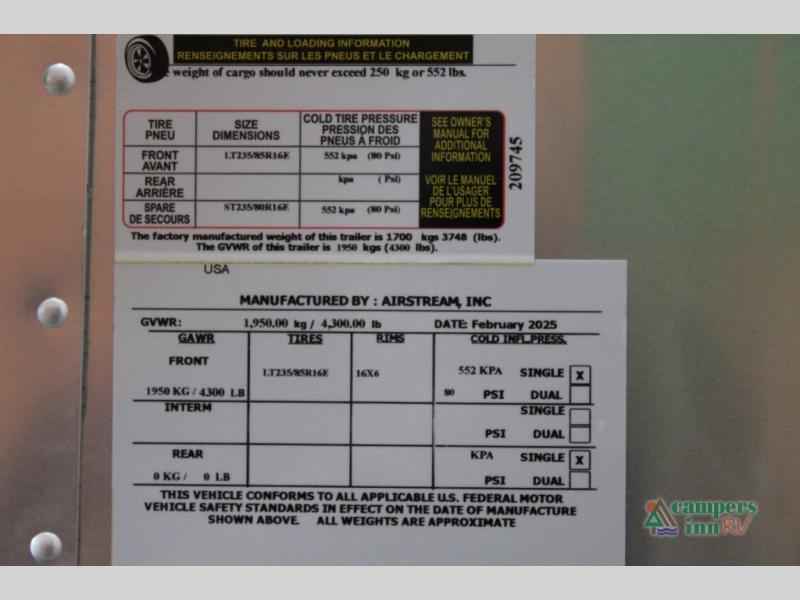 TIRE AND LOADING INFORMATION
RENSEIGNEMENTS SUR LES PNEUS ET LE CHARGEMENT
weight of cargo should never exceed 250 kg or 552 lbs.
TIRE PNEU SIZE DIMENSIONS COLD TIRE PRESSURE PRESSION DES PNEUS À FROID
FRONT AVANT LT235/85R16E 552 kpa (80 Psi)
REAR ARRIÈRE kpa ( Psi)
SPARE DE SECOURS ST235/80R16E 552 kpa (80 Psi)
SEE OWNER'S
MANUAL FOR
ADDITIONAL
INFORMATION
VOIR LE MANUEL
DE L'USAGER
POUR PLUS DE
RENSEIGNEMENTS
209745
The factory manufactured weight of this trailer is 1700 kgs 3748 (lbs).
The GVWR of this trailer is 1950 kgs (4300 lbs).
USA
MANUFACTURED BY : AIRSTREAM, INC
GVWR: 1,950.00 kg / 4,300.00 lb DATE: February 2025
GAWR TIRES RIMS COLD INFL.PRESS.
FRONT LT235/85R16E 16X6 552 KPA SINGLE X
1950 KG / 4300 LB 80 PSI DUAL
INTERM SINGLE
PSI DUAL
REAR KPA SINGLE X
0 KG / 0 LB PSI DUAL
THIS VEHICLE CONFORMS TO ALL APPLICABLE U.S. FEDERAL MOTOR
VEHICLE SAFETY STANDARDS IN EFFECT ON THE DATE OF MANUFACTURE
SHOWN ABOVE. ALL WEIGHTS ARE APPROXIMATE
campers
inn RV